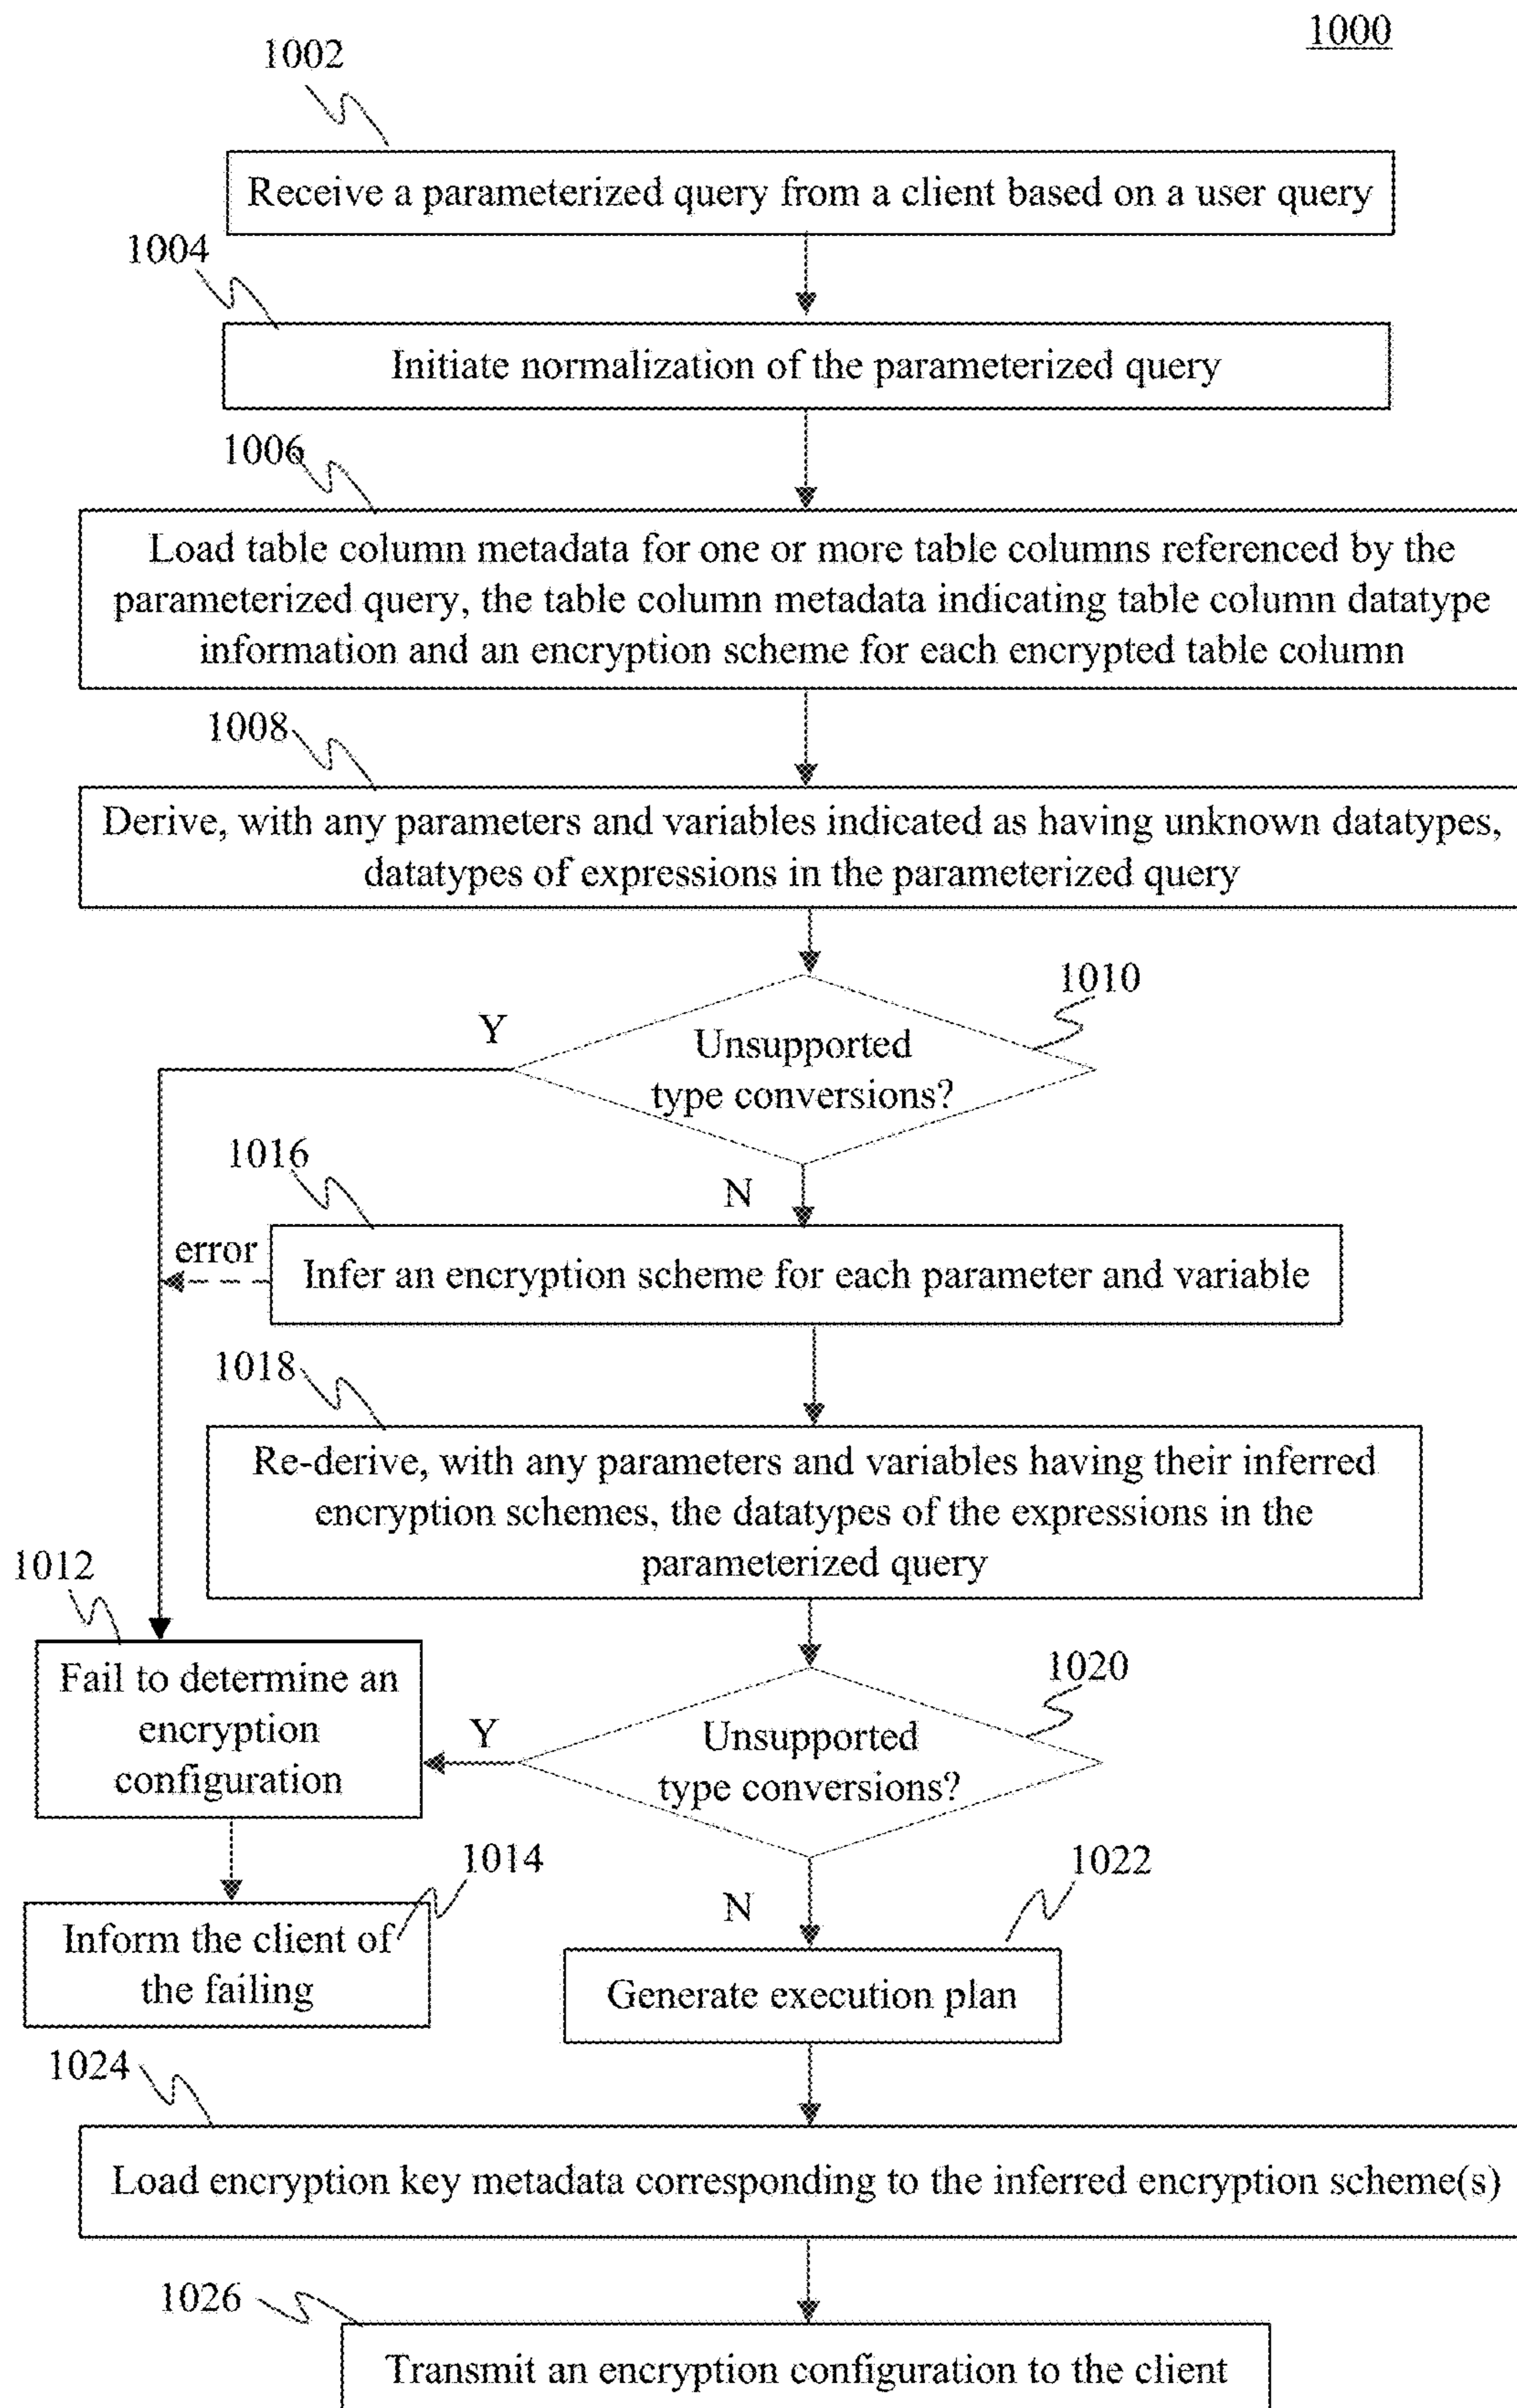 1000
1002
Receive a parameterized query from a client based on a user query
1004
Initiate normalization of the parameterized query
1006
Load table column metadata for one or more table columns referenced by the
parameterized query, the table column metadata indicating table column datatype
information and an encryption scheme for each encrypted table column
1008
Derive, with any parameters and variables indicated as having unknown datatypes,
datatypes of expressions in the parameterized query
1010
Y
Unsupported
type conversions?
1016
N
error
Infer an encryption scheme for each parameter and variable
1018
Re-derive, with any parameters and variables having their inferred
encryption schemes, the datatypes of the expressions in the
parameterized query
1012
Fail to determine an
encryption
configuration
1020
Y
Unsupported
type conversions?
1014
Inform the client of
the failing
1022
N
Generate execution plan
1024
Load encryption key metadata corresponding to the inferred encryption scheme(s)
1026
Transmit an encryption configuration to the client